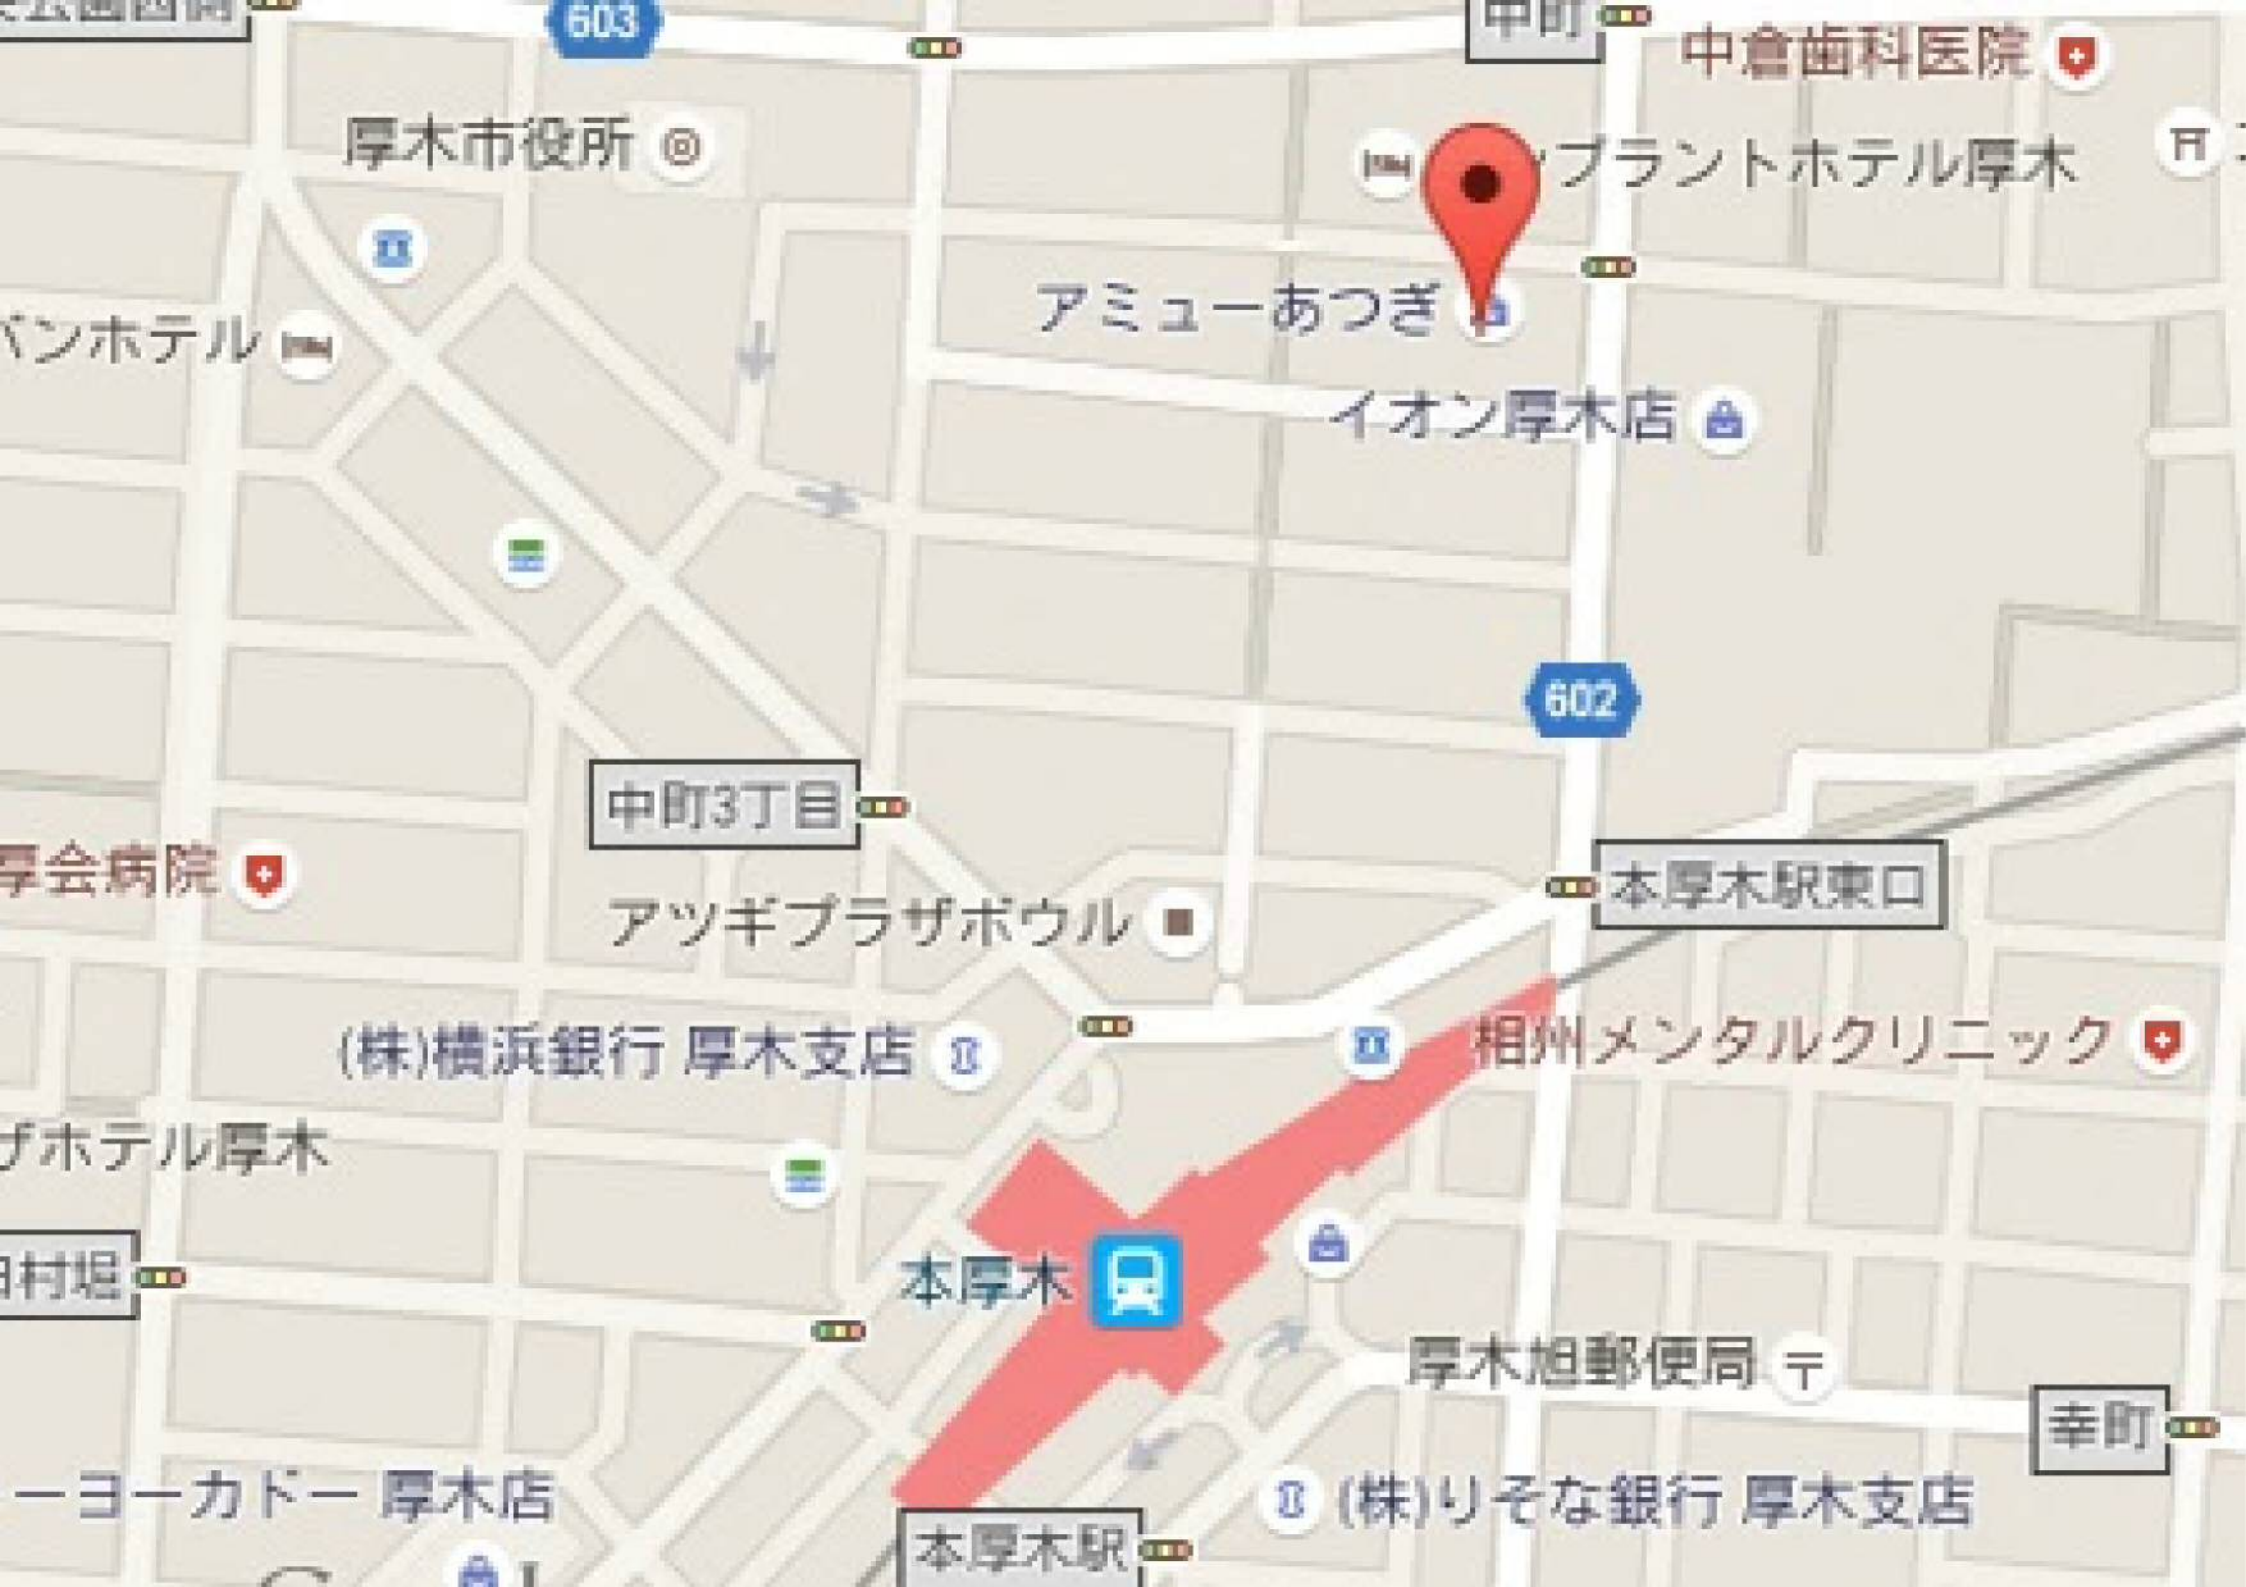 603
中町
中倉歯科医院
厚木市役所
ブラントホテル厚木
アミューあつぎ
バンホテル
イオン厚木店
602
中町3丁目
本厚木駅東口
厚会病院
アツギプラザボウル
(株)横浜銀行 厚木支店
相州メンタルクリニック
ザホテル厚木
本厚木
村堀
厚木旭郵便局
幸町
ーヨーカドー 厚木店
(株)りそな銀行 厚木支店
本厚木駅